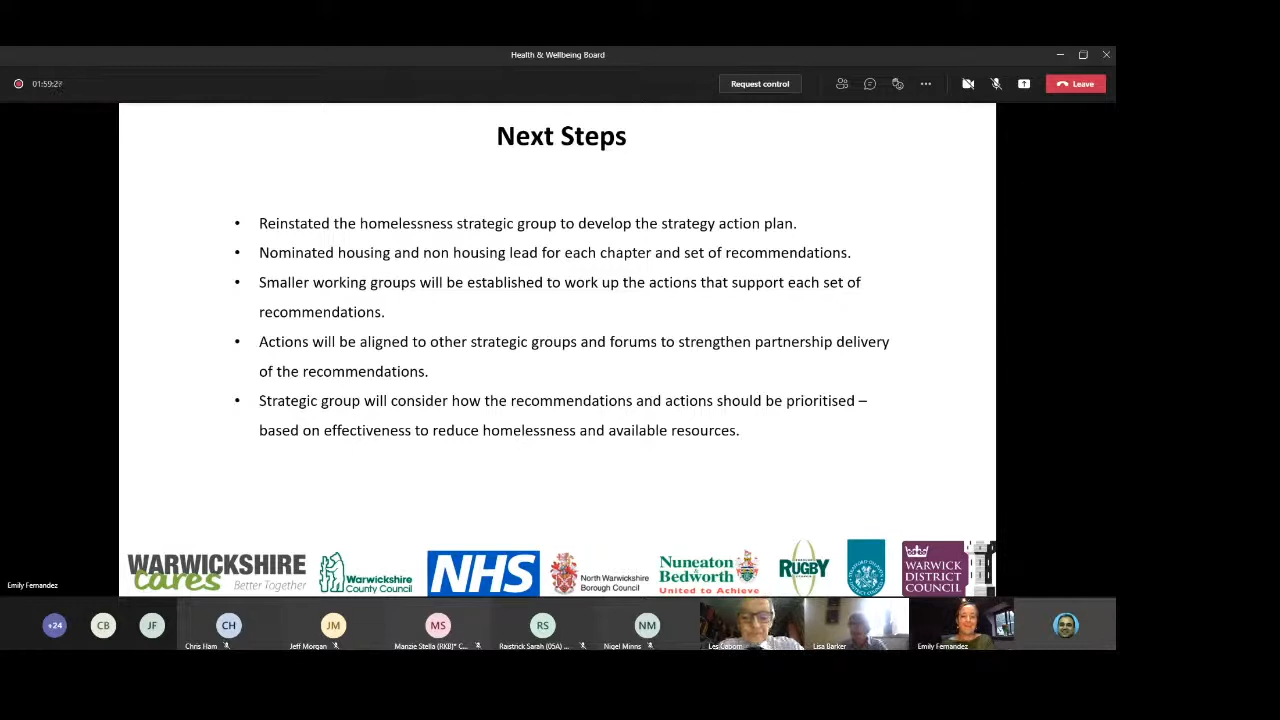 Health & Wellbeing Board
Request control
Leave
Next Steps
• Reinstated the homelessness strategic group to develop the strategy action plan.
• Nominated housing and non housing lead for each chapter and set of recommendations.
• Smaller working groups will be established to work up the actions that support each set of
recommendations.
• Actions will be aligned to other strategic groups and forums to strengthen partnership delivery
of the recommendations.
• Strategic group will consider how the recommendations and actions should be prioritised –
based on effectiveness to reduce homelessness and available resources.
WARWICKSHIRE
cares Better Together
Warwickshire
County Council
NHS
North Warwickshire
Borough Council
Nuneaton &
Bedworth
United to Achieve
RUGBY
WARWICK
DISTRICT
COUNCIL
Emily Fernandez
+24
CB
JF
CH
JM
MS
RS
NM
Chris Ham
Jeff Morgan
Manzie Stella (RKB)* C...
Raistrick Sarah (05A) ...
Nigel Minns
Lisa Barker
Emily Fernandez